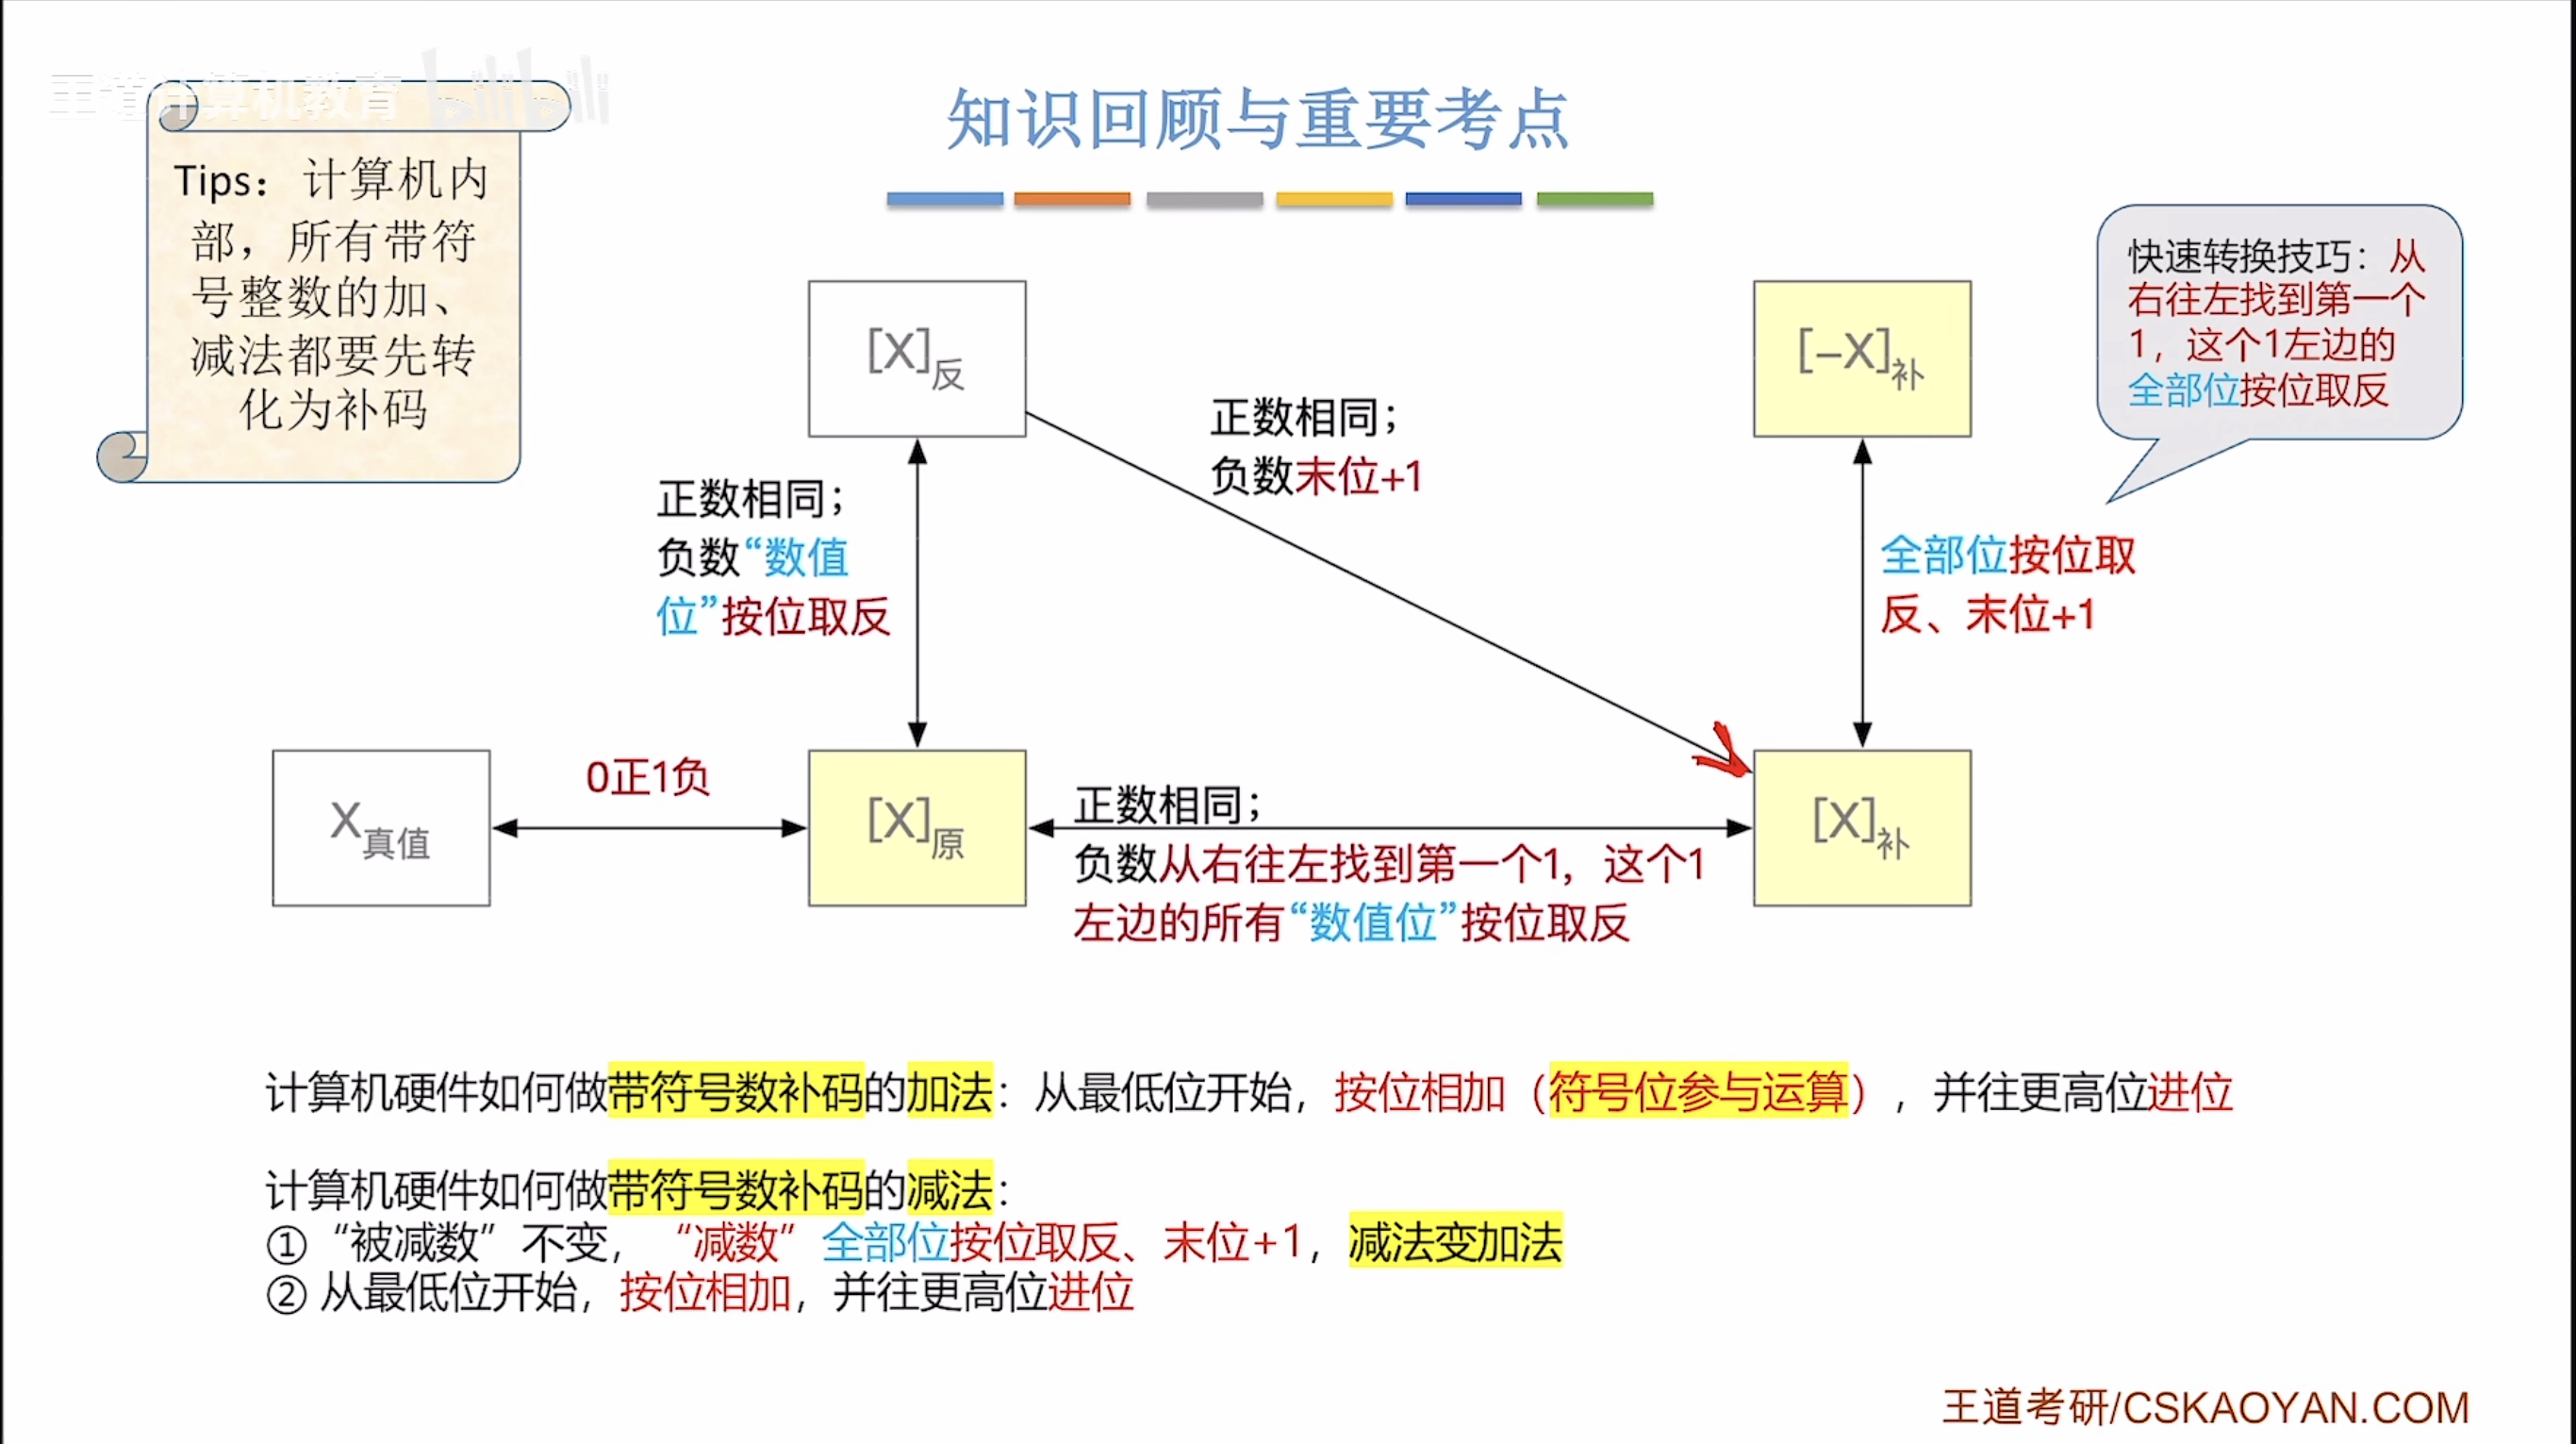 王道计算机教育 bilibili
知识回顾与重要考点
Tips：计算机内
部，所有带符
号整数的加、
减法都要先转
化为补码
快速转换技巧：从
右往左找到第一个
1，这个1左边的
全部位按位取反
[X]反
[–X]补
正数相同；
负数末位+1
正数相同；
负数“数值
位”按位取反
全部位按位取
反、末位+1
X真值
0正1负
[X]原
正数相同；
负数从右往左找到第一个1，这个1
左边的所有“数值位”按位取反
[X]补
计算机硬件如何做带符号数补码的加法：从最低位开始，按位相加（符号位参与运算），并往更高位进位
计算机硬件如何做带符号数补码的减法：
①“被减数”不变，“减数”全部位按位取反、末位+1，减法变加法
②从最低位开始，按位相加，并往更高位进位
王道考研/CSKAOYAN.COM